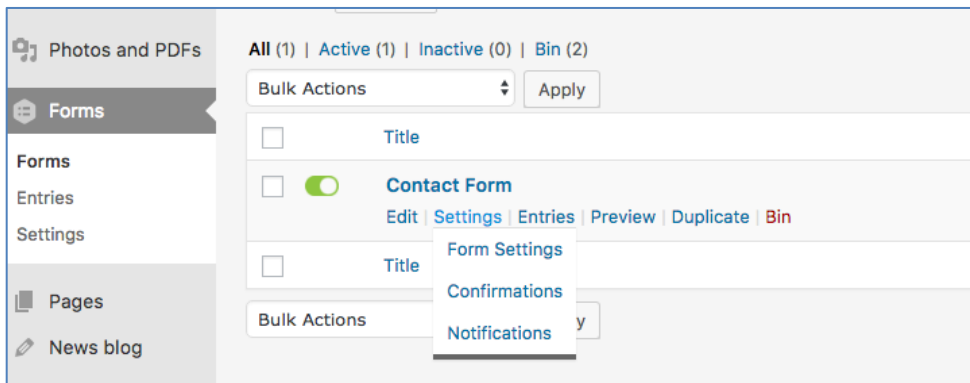 Photos and PDFs
Forms
Forms
Entries
Settings
Pages
News blog
All (1) | Active (1) | Inactive (0) | Bin (2)
Bulk Actions
Apply
Title
Contact Form
Edit | Settings | Entries | Preview | Duplicate | Bin
Form Settings
Confirmations
Notifications
Title
Bulk Actions
y